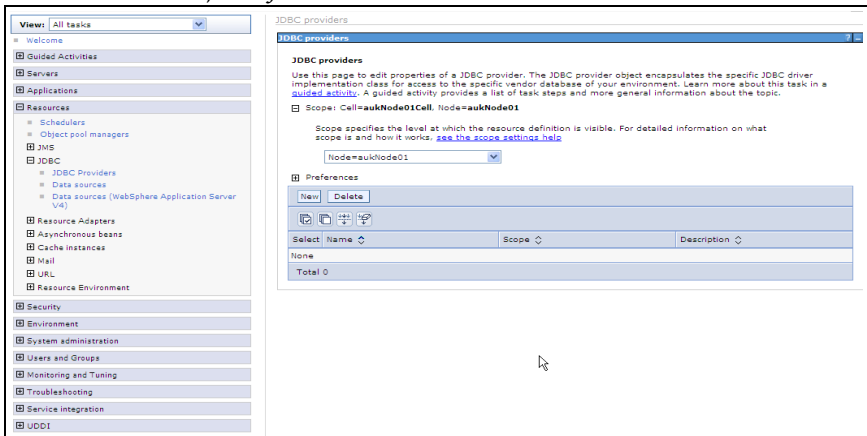 View: All tasks
Welcome
Guided Activities
Servers
Applications
Resources
Schedulers
Object pool managers
JMS
JDBC
JDBC Providers
Data sources
Data sources (WebSphere Application Server
V4)
Resource Adapters
Asynchronous beans
Cache instances
Mail
URL
Resource Environment
Security
Environment
System administration
Users and Groups
Monitoring and Tuning
Troubleshooting
Service integration
UDDI
JDBC providers
JDBC providers ? -
JDBC providers
Use this page to edit properties of a JDBC provider. The JDBC provider object encapsulates the specific JDBC driver
implementation class for access to the specific vendor database of your environment. Learn more about this task in a
guided activity. A guided activity provides a list of task steps and more general information about the topic.
Scope: Cell=aukNode01Cell, Node=aukNode01
Scope specifies the level at which the resource definition is visible. For detailed information on what
scope is and how it works, see the scope settings help
Node=aukNode01
Preferences
New Delete
Select Name Scope Description
None
Total 0